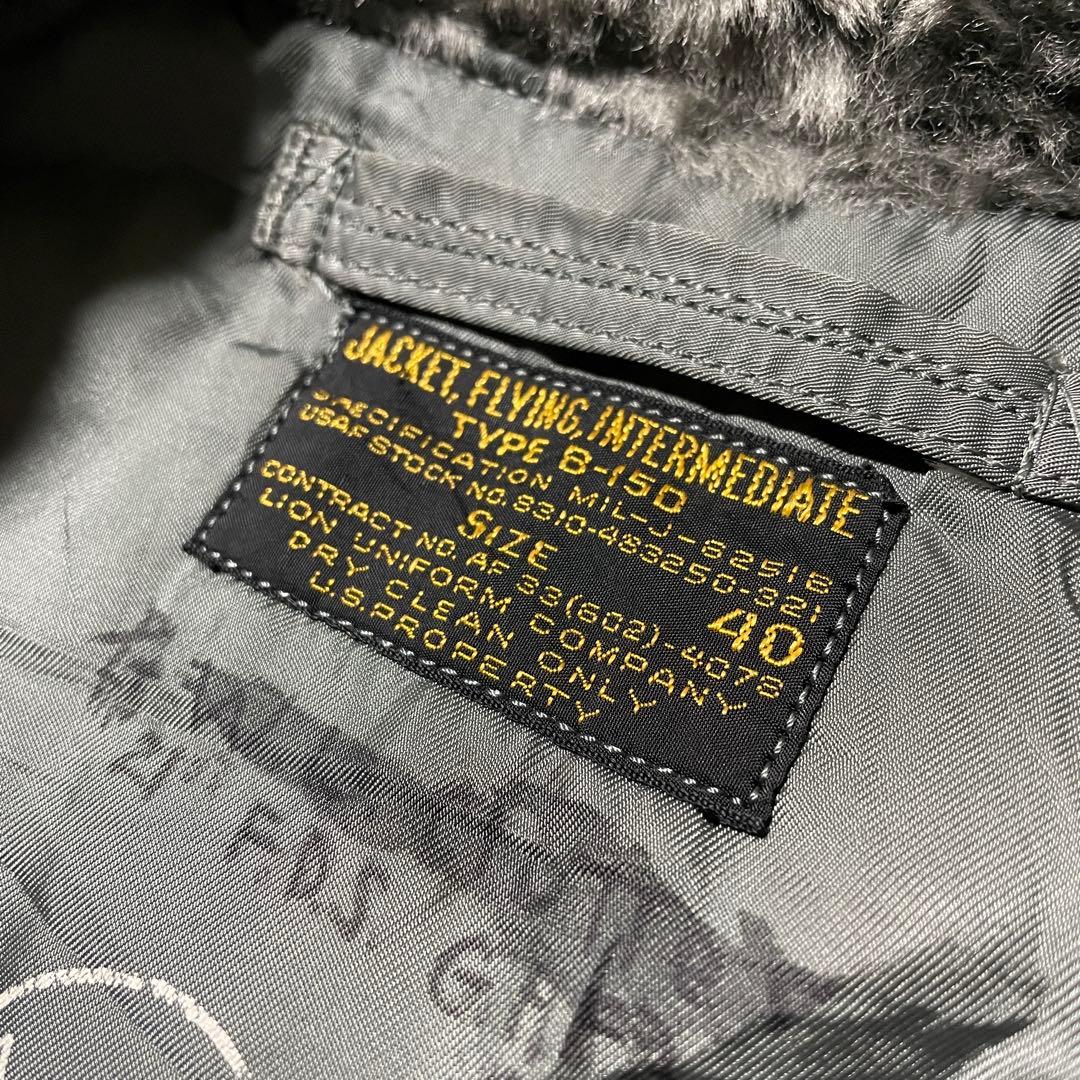 JACKET, FLYING, INTERMEDIATE
TYPE B-15D
SPECIFICATION MIL-J-6251B
USAF STOCK NO. 8310-483250-321
SIZE 40
CONTRACT NO. AF 33(602)-4078
LION UNIFORM COMPANY
DRY CLEAN ONLY
U.S. PROPERTY